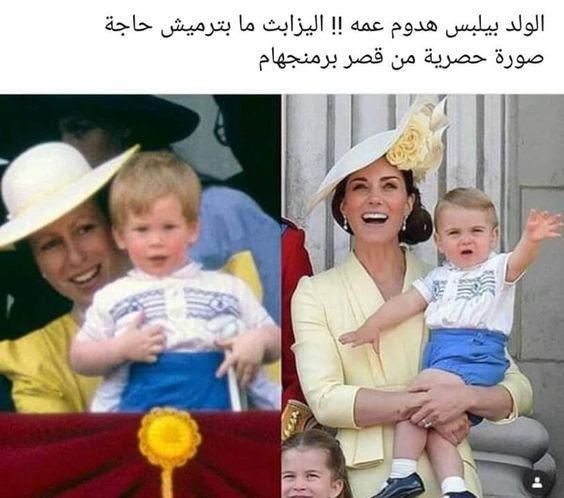 الولد بيلبس هدوم عمه !! اليزابث ما بترميش حاجة
صورة حصرية من قصر برمنجهام